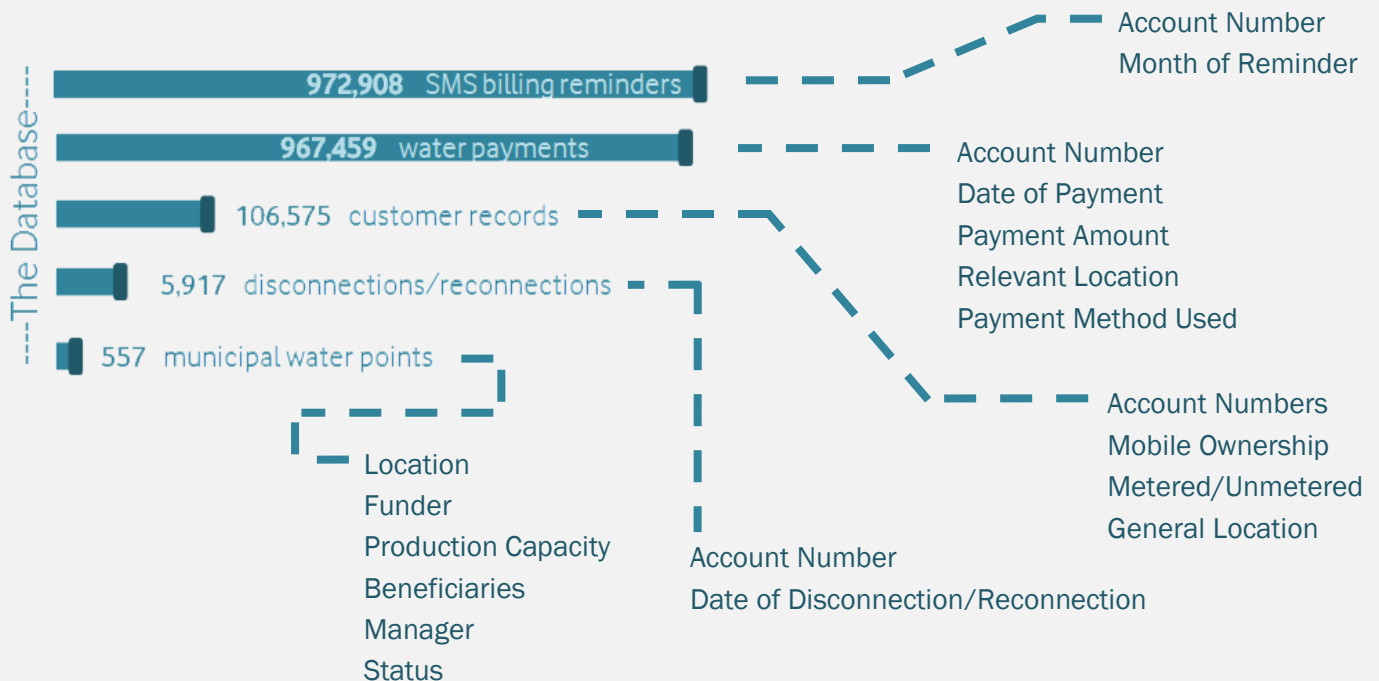 -----The Database-----
972,908 SMS billing reminders
Account Number
Month of Reminder
967,459 water payments
Account Number
Date of Payment
Payment Amount
Relevant Location
Payment Method Used
106,575 customer records
Account Numbers
Mobile Ownership
Metered/Unmetered
General Location
5,917 disconnections/reconnections
Account Number
Date of Disconnection/Reconnection
557 municipal water points
Location
Funder
Production Capacity
Beneficiaries
Manager
Status